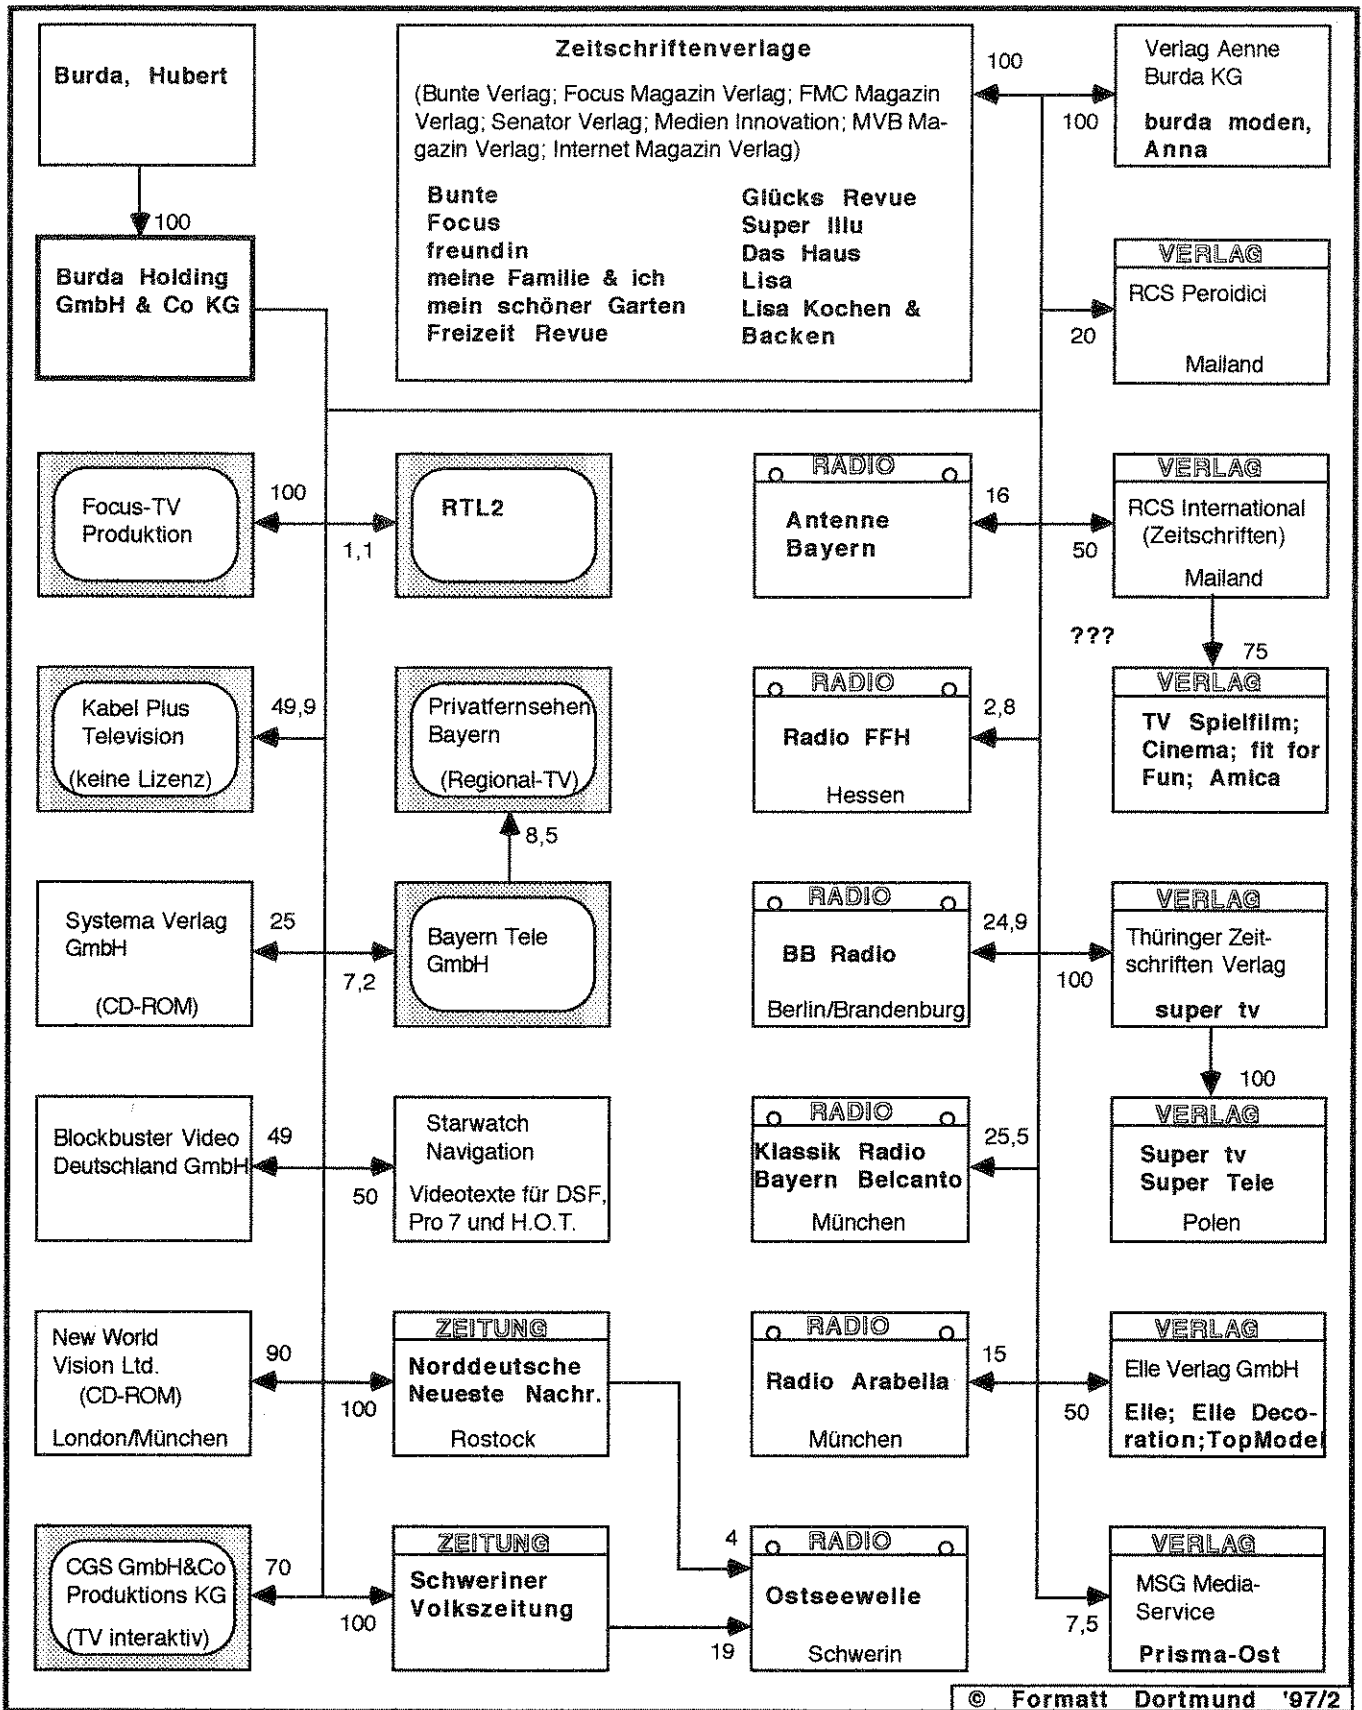 Burda, Hubert
100
Burda Holding
GmbH & Co KG
Zeitschriftenverlage
(Bunte Verlag; Focus Magazin Verlag; FMC Magazin
Verlag; Senator Verlag; Medien Innovation; MVB Ma-
gazin Verlag; Internet Magazin Verlag)
Bunte
Focus
freundin
meine Familie & ich
mein schöner Garten
Freizeit Revue
Glücks Revue
Super Illu
Das Haus
Lisa
Lisa Kochen &
Backen
100
100
Verlag Aenne
Burda KG
burda moden,
Anna
VERLAG
RCS Peroidici
Mailand
20
Focus-TV
Produktion
100
1,1
RTL2
RADIO
Antenne
Bayern
16
50
VERLAG
RCS International
(Zeitschriften)
Mailand
???
75
Kabel Plus
Television
(keine Lizenz)
49,9
Privatfernsehen
Bayern
(Regional-TV)
8,5
RADIO
Radio FFH
Hessen
2,8
VERLAG
TV Spielfilm;
Cinema; fit for
Fun; Amica
Systema Verlag
GmbH
(CD-ROM)
25
7,2
Bayern Tele
GmbH
RADIO
BB Radio
Berlin/Brandenburg
24,9
100
VERLAG
Thüringer Zeit-
schriften Verlag
super tv
100
Blockbuster Video
Deutschland GmbH
49
50
Starwatch
Navigation
Videotexte für DSF,
Pro 7 und H.O.T.
RADIO
Klassik Radio
Bayern Belcanto
München
25,5
VERLAG
Super tv
Super Tele
Polen
New World
Vision Ltd.
(CD-ROM)
London/München
90
100
ZEITUNG
Norddeutsche
Neueste Nachr.
Rostock
RADIO
Radio Arabella
München
15
50
VERLAG
Elle Verlag GmbH
Elle; Elle Deco-
ration;TopModel
CGS GmbH&Co
Produktions KG
(TV interaktiv)
70
100
ZEITUNG
Schweriner
Volkszeitung
4
19
RADIO
Ostseewelle
Schwerin
7,5
VERLAG
MSG Media-
Service
Prisma-Ost
© Formatt Dortmund '97/2